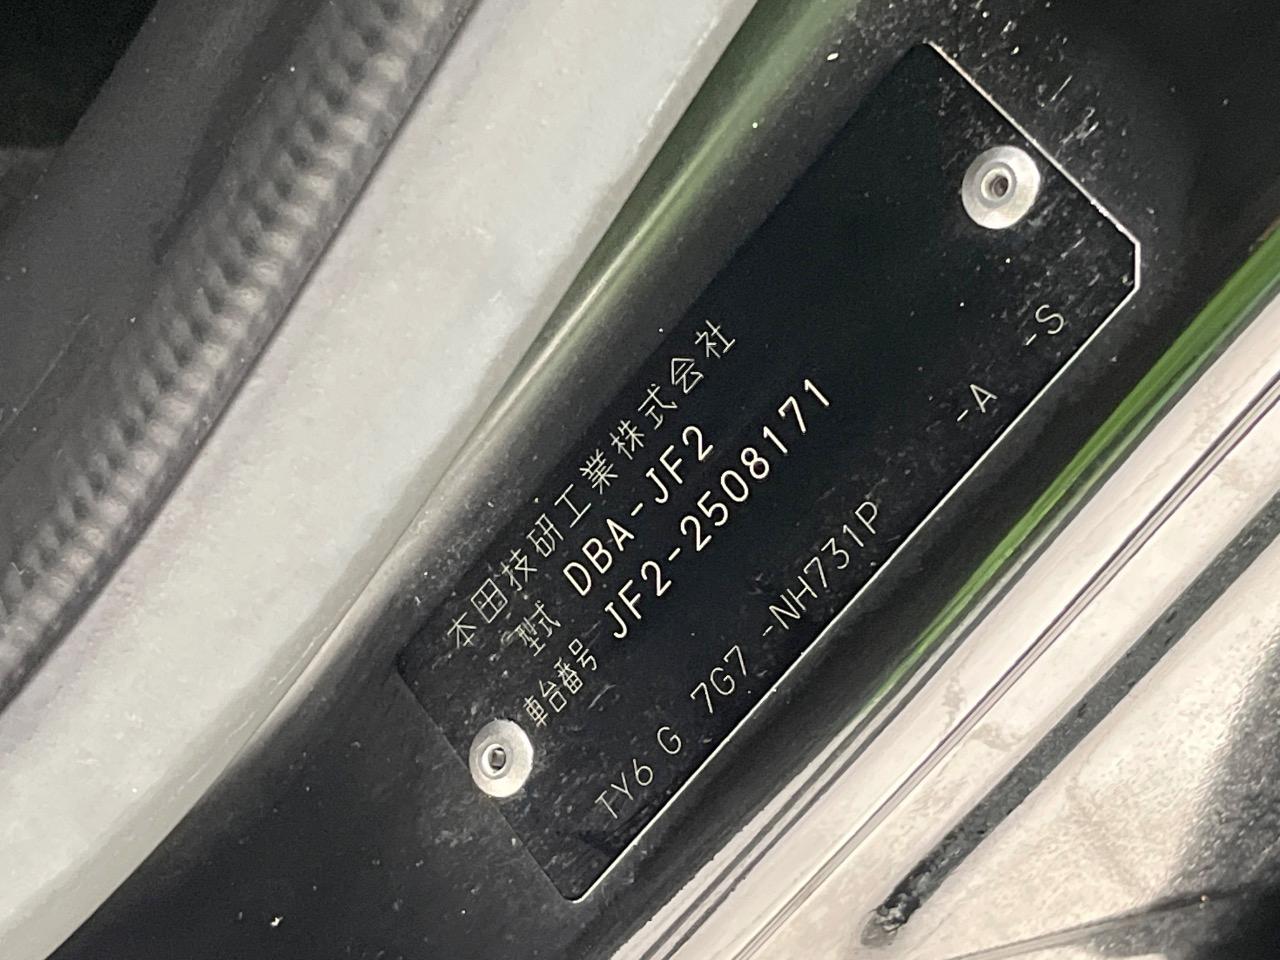 本田技研工業株式会社
型式 DBA-JF2
車台番号 JF2-2508171
TY6 G 7G7 -NH731P -A -S